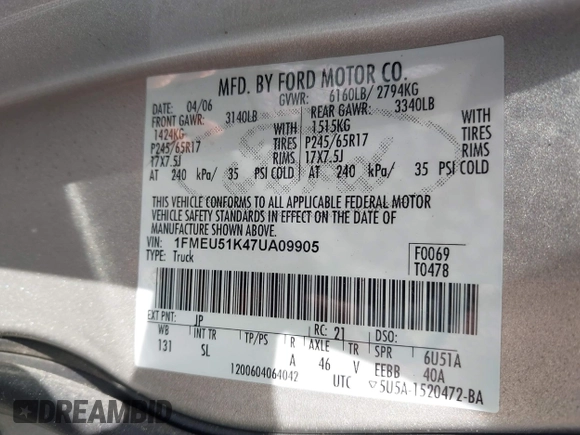 MFD. BY FORD MOTOR CO.
DATE: 04/06 GVWR: 6160LB/ 2794KG
FRONT GAWR: 3140LB REAR GAWR: 3340LB
1424KG WITH 1515KG WITH
P245/65R17 TIRES P245/65R17 TIRES
17X7.5J RIMS 17X7.5J RIMS
AT 240 kPa/ 35 PSI COLD AT 240 kPa/ 35 PSI COLD
THIS VEHICLE CONFORMS TO ALL APPLICABLE FEDERAL MOTOR
VEHICLE SAFETY STANDARDS IN EFFECT ON THE DATE OF
MANUFACTURE SHOWN ABOVE.
VIN: 1FMEU51K47UA09905 F0069
TYPE: Truck T0478
EXT PNT: JP RC: 21 DSO:
WB INT TR TP/PS R AXLE TR SPR 6U51A
131 SL A 46 V EEBB 40A
1200604064042 UTC ▽5U5A-1520472-BA
Ford
DREAMBID